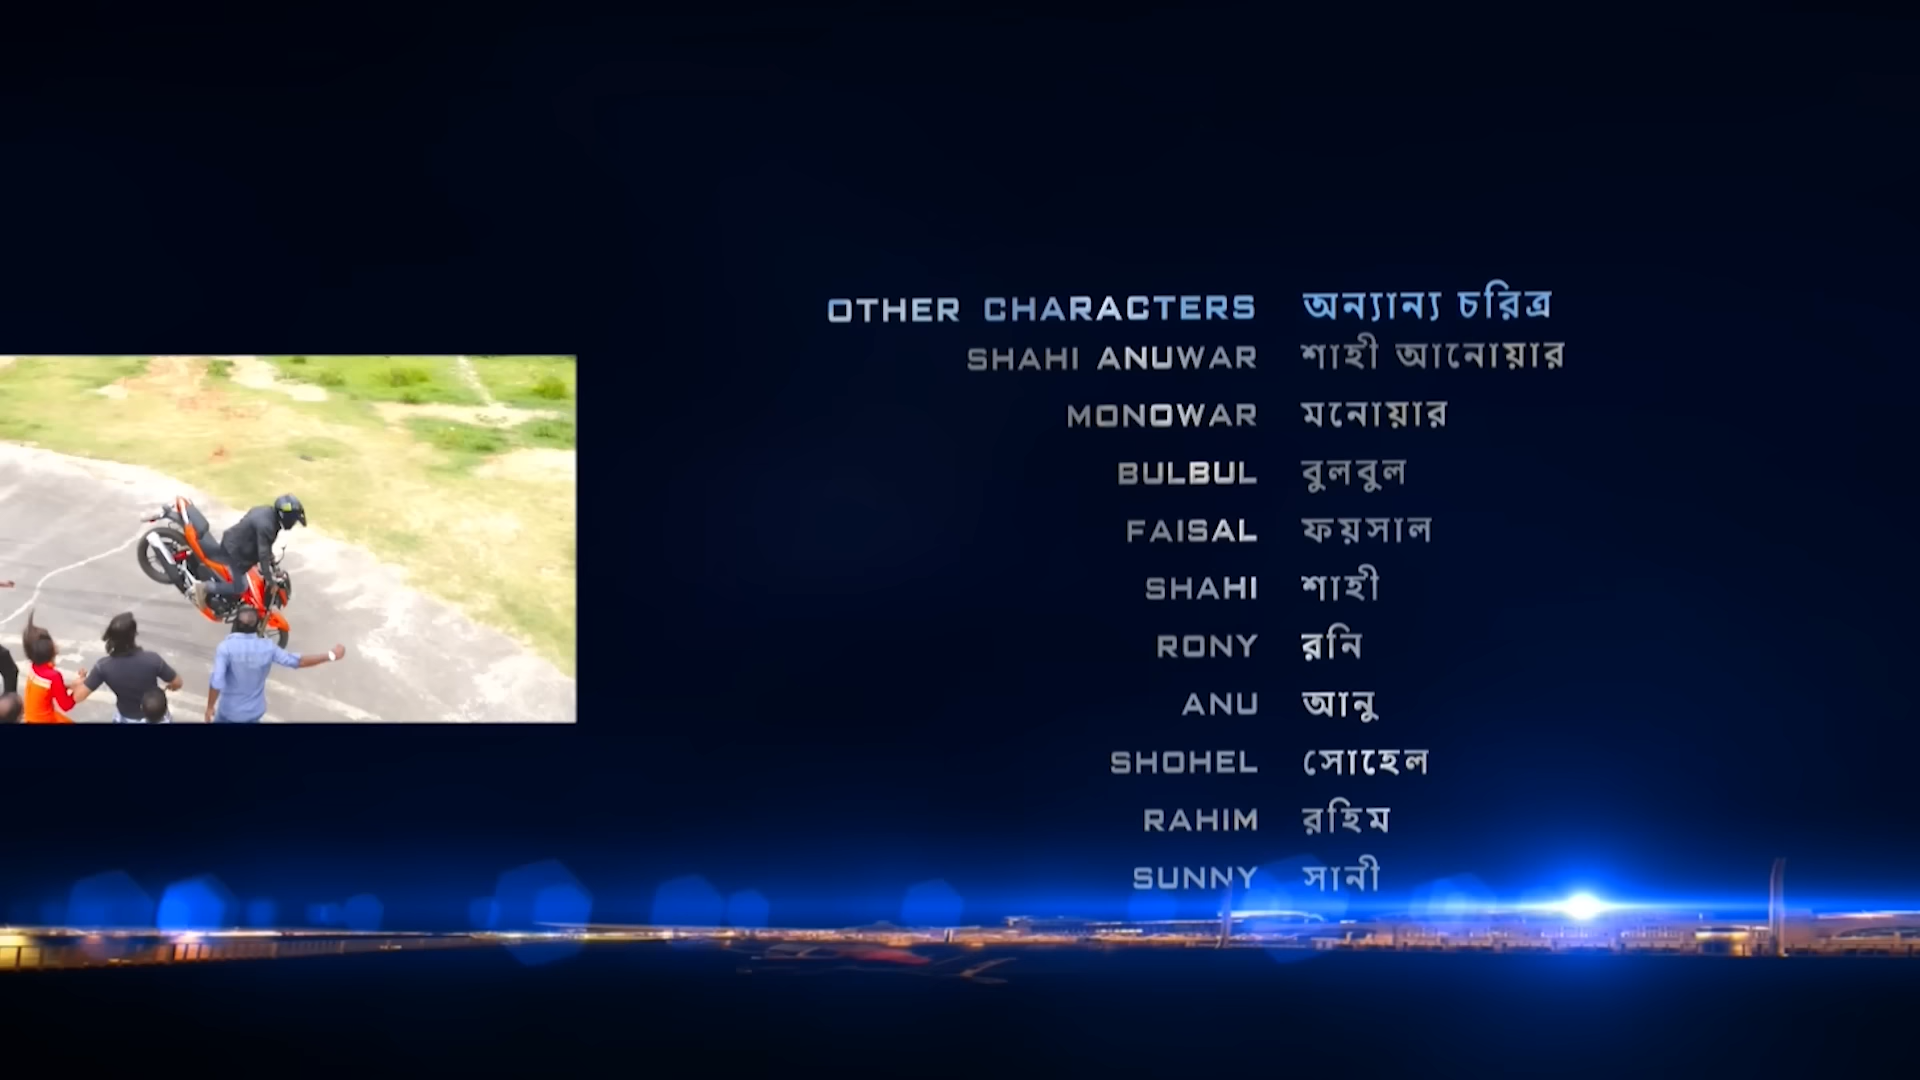 OTHER CHARACTERS অন্যান্য চরিত্র
SHAHI ANUWAR শাহী আনোয়ার
MONOWAR মনোয়ার
BULBUL বুলবুল
FAISAL ফয়সাল
SHAHI শাহী
RONY রনি
ANU আনু
SHOHEL সোহেল
RAHIM রহিম
SUNNY সানী